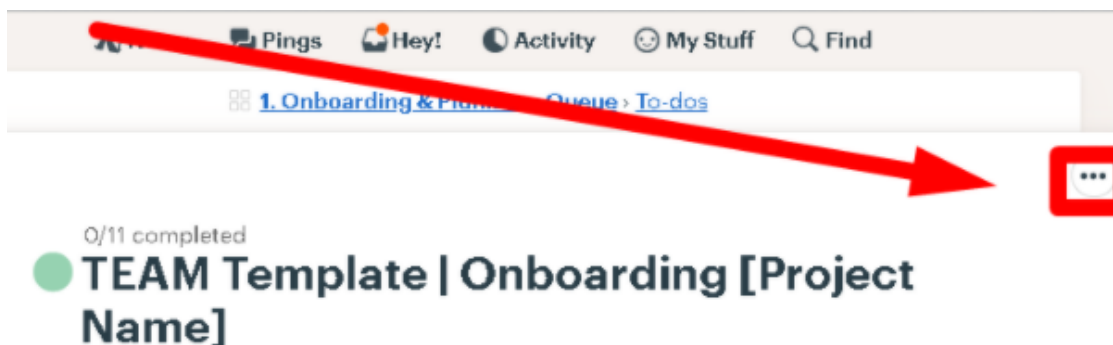 Pings Hey! Activity My Stuff Find
1. Onboarding & Queue › To-dos
0/11 completed
TEAM Template | Onboarding [Project
Name]